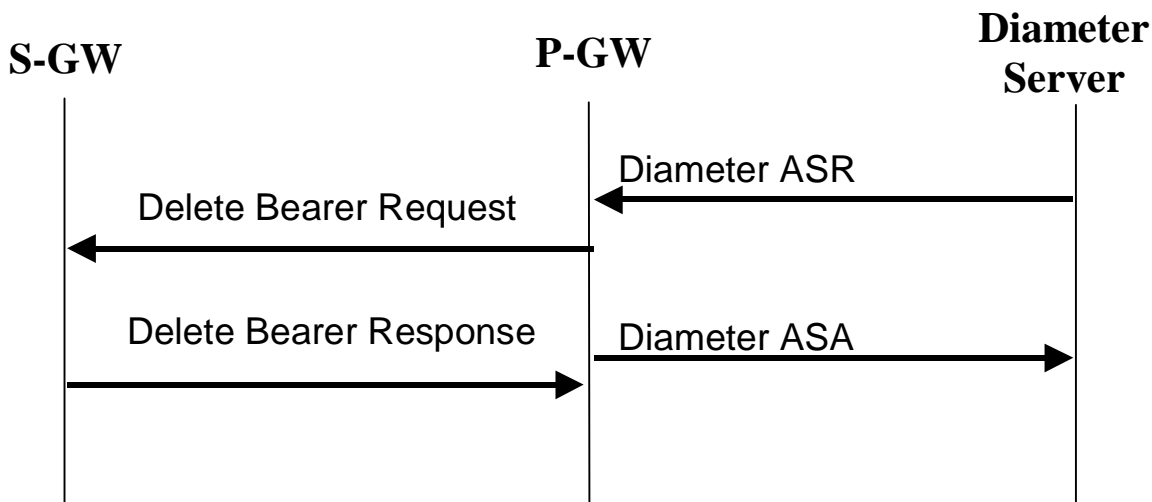 S-GW
P-GW
Diameter
Server
Diameter ASR
Delete Bearer Request
Delete Bearer Response
Diameter ASA